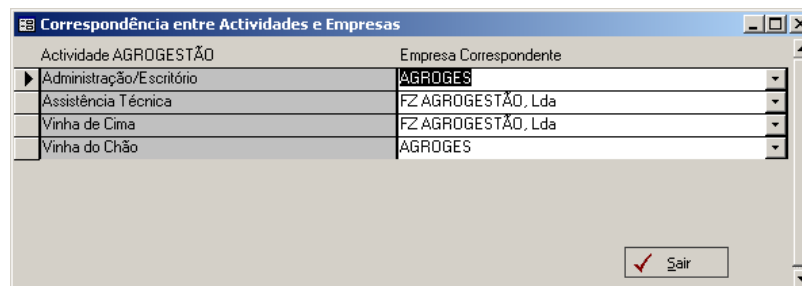 Correspondência entre Actividades e Empresas
Actividade AGROGESTÃO Empresa Correspondente
Administração/Escritório AGROGES
Assistência Técnica FZ AGROGESTÃO, Lda
Vinha de Cima FZ AGROGESTÃO, Lda
Vinha do Chão AGROGES
Sair